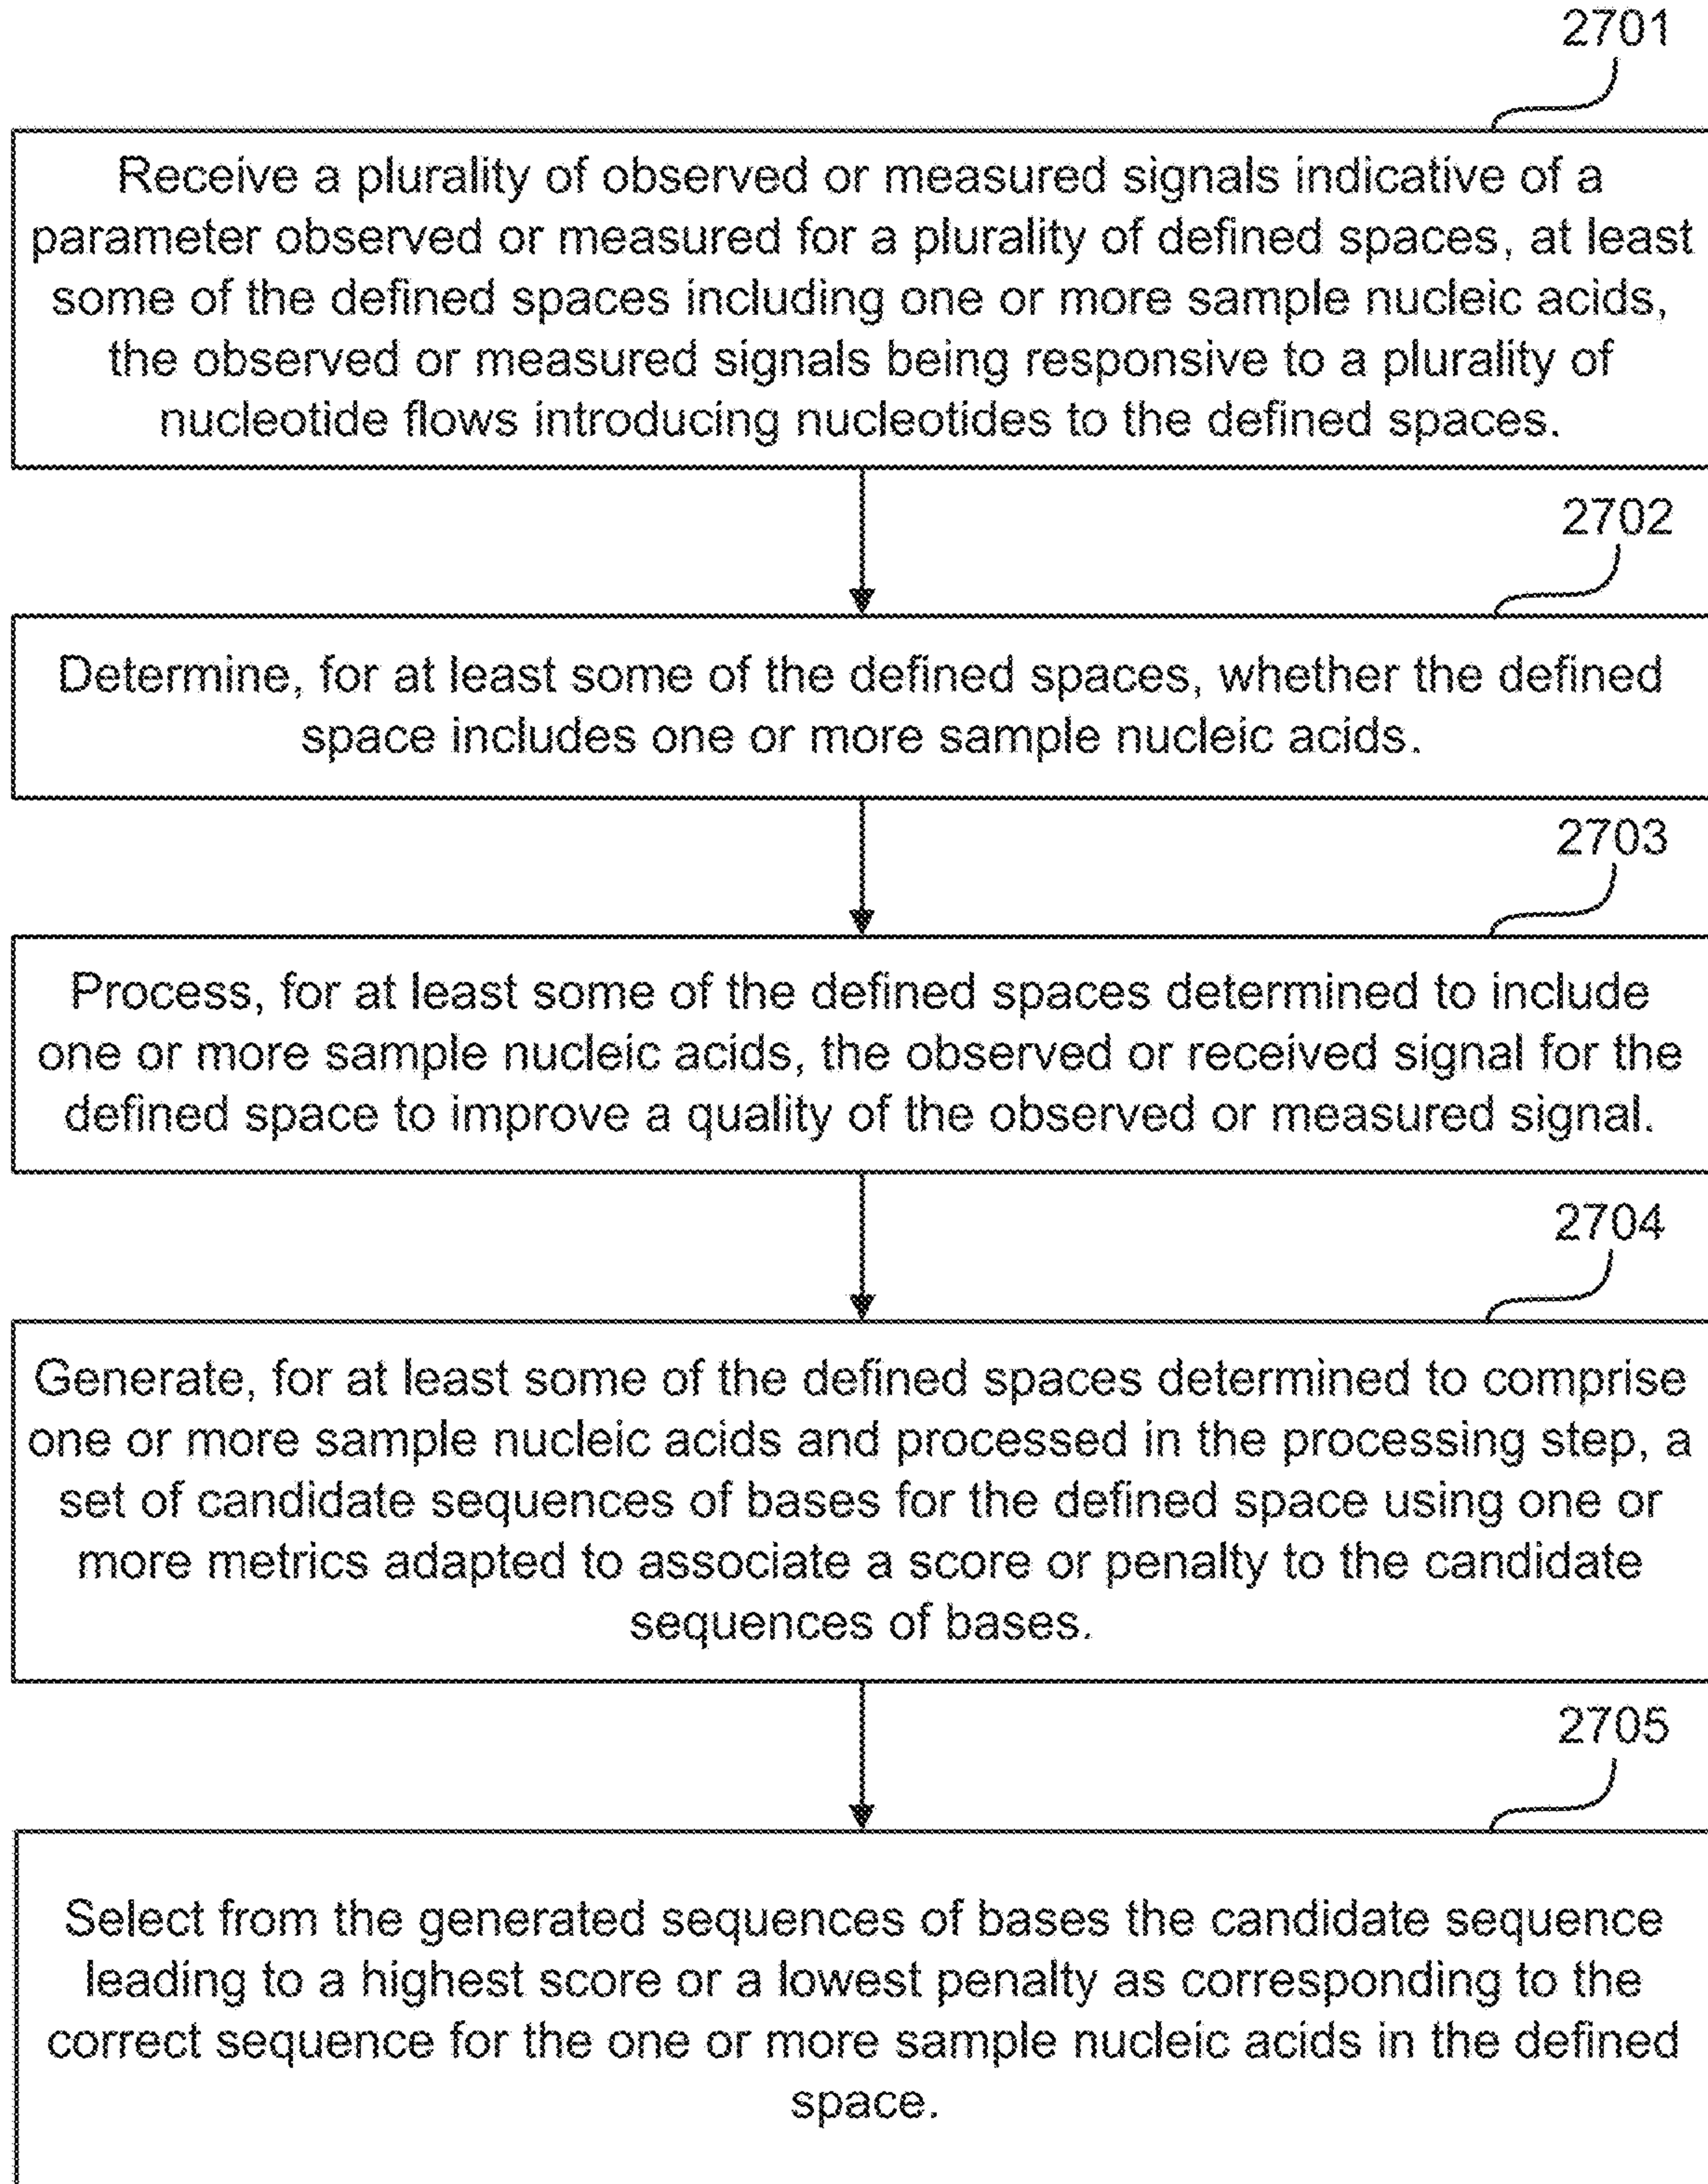 2701
Receive a plurality of observed or measured signals indicative of a
parameter observed or measured for a plurality of defined spaces, at least
some of the defined spaces including one or more sample nucleic acids,
the observed or measured signals being responsive to a plurality of
nucleotide flows introducing nucleotides to the defined spaces.
2702
Determine, for at least some of the defined spaces, whether the defined
space includes one or more sample nucleic acids.
2703
Process, for at least some of the defined spaces determined to include
one or more sample nucleic acids, the observed or received signal for the
defined space to improve a quality of the observed or measured signal.
2704
Generate, for at least some of the defined spaces determined to comprise
one or more sample nucleic acids and processed in the processing step, a
set of candidate sequences of bases for the defined space using one or
more metrics adapted to associate a score or penalty to the candidate
sequences of bases.
2705
Select from the generated sequences of bases the candidate sequence
leading to a highest score or a lowest penalty as corresponding to the
correct sequence for the one or more sample nucleic acids in the defined
space.